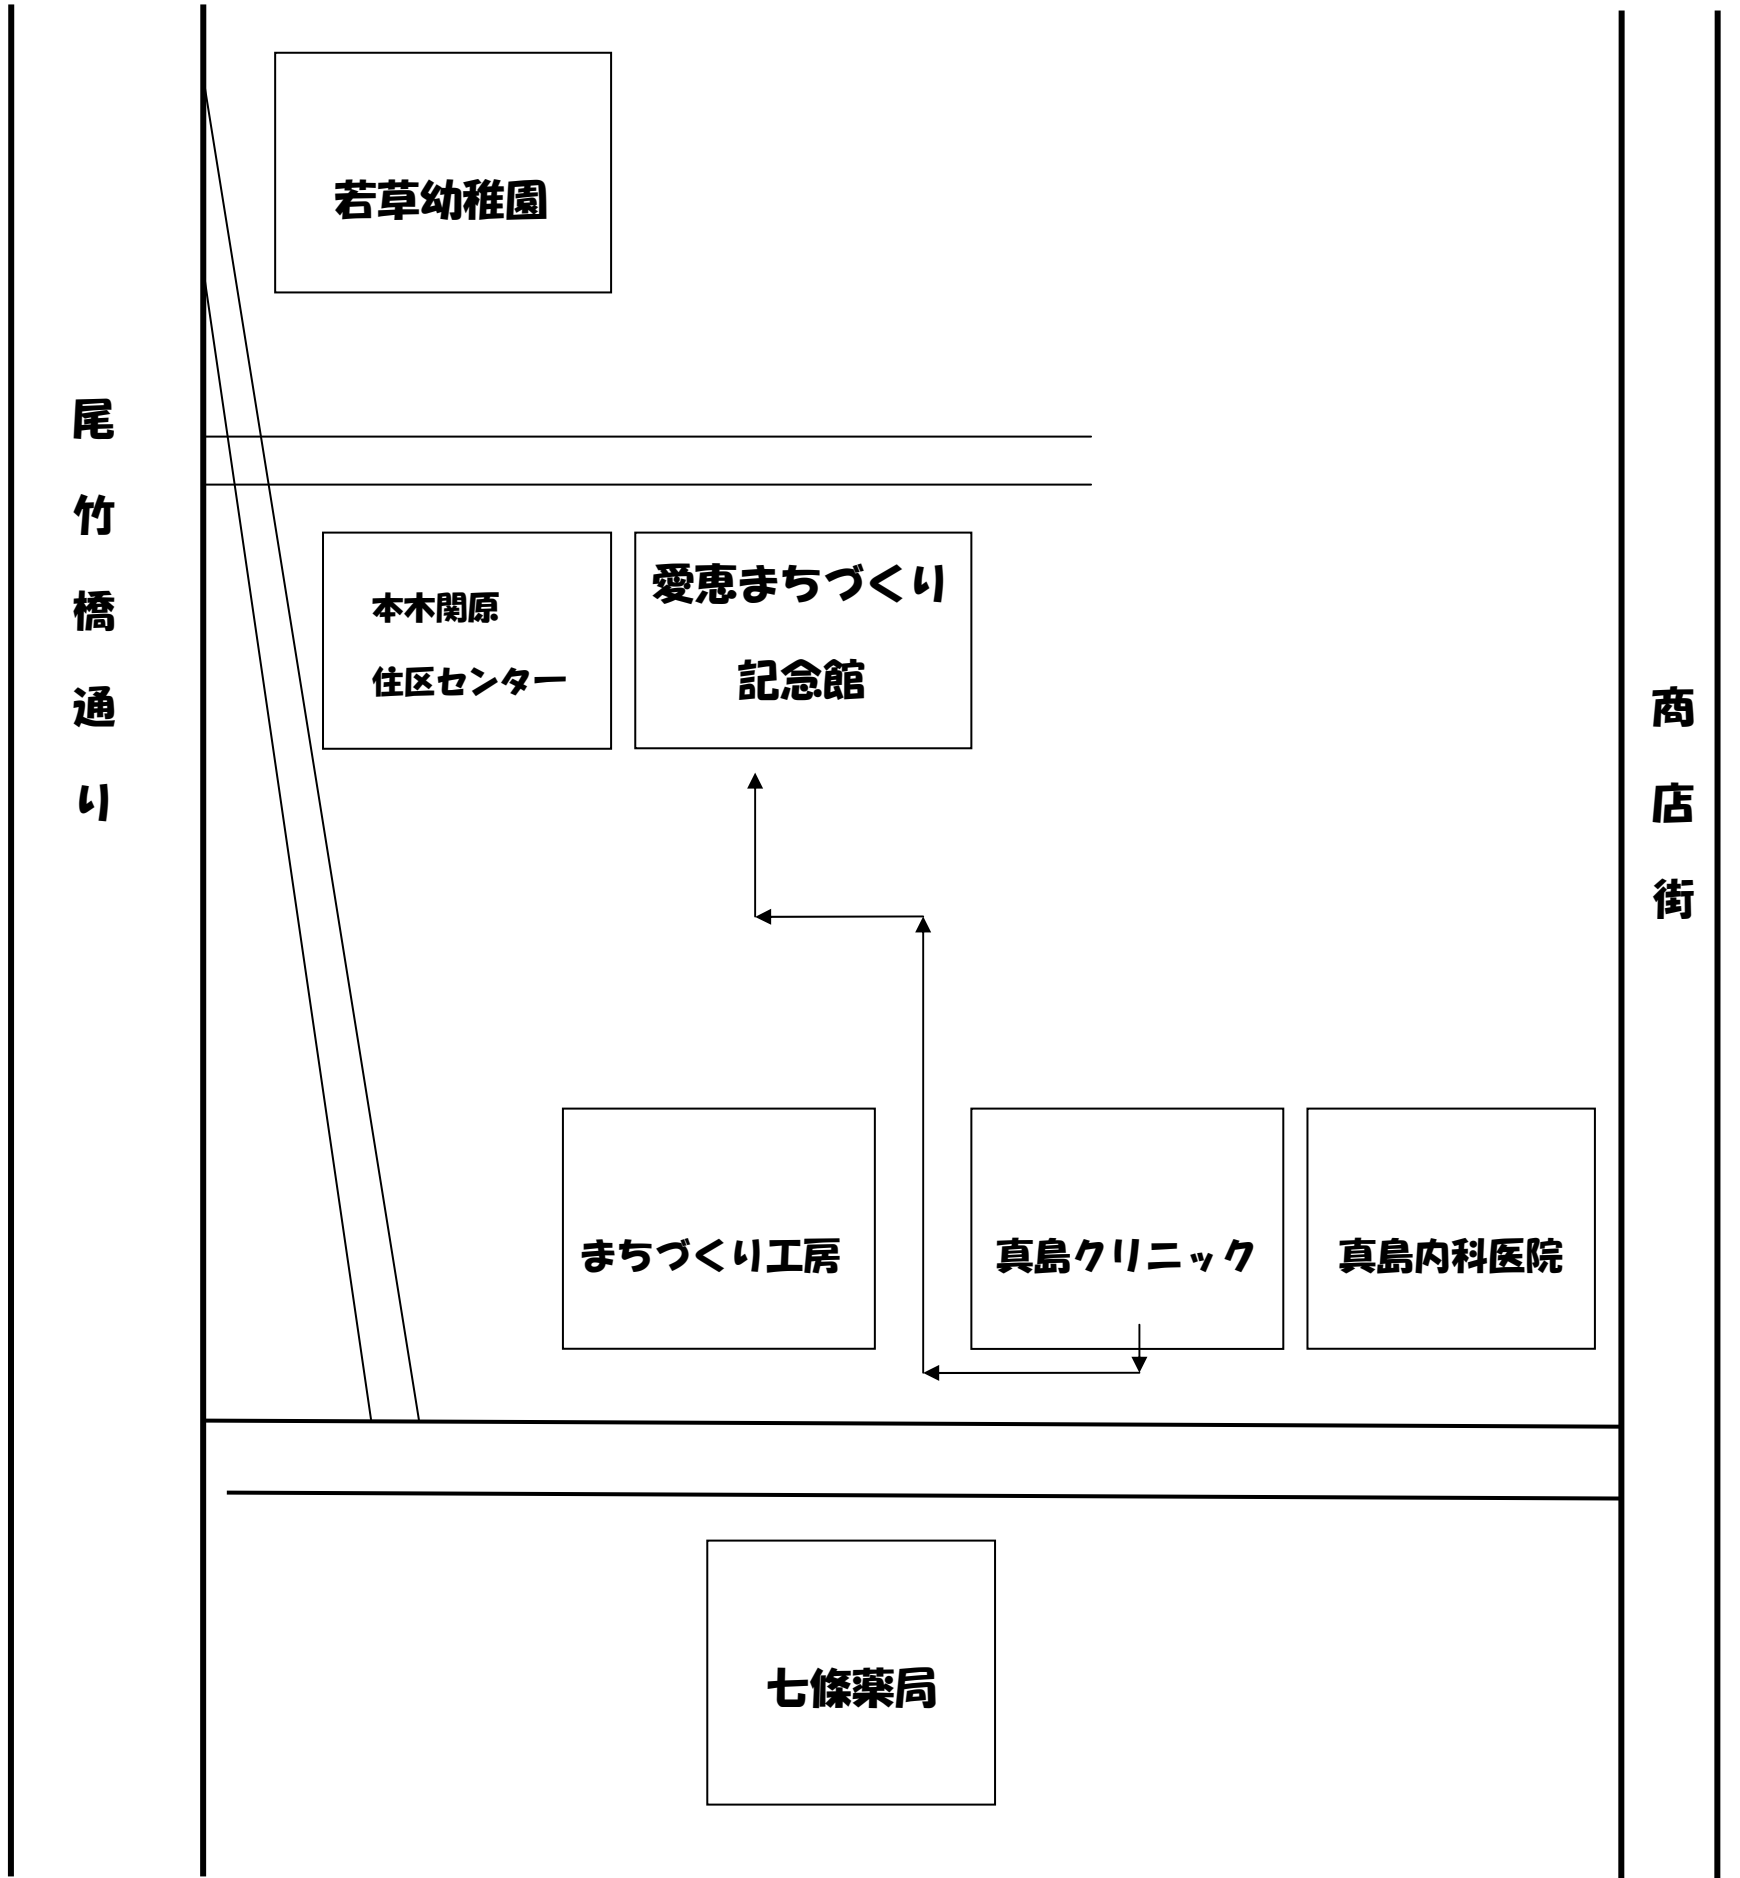 若草幼稚園
尾竹橋通り
本木関原
住区センター
愛恵まちづくり
記念館
商店街
まちづくり工房
真島クリニック
真島内科医院
七條薬局